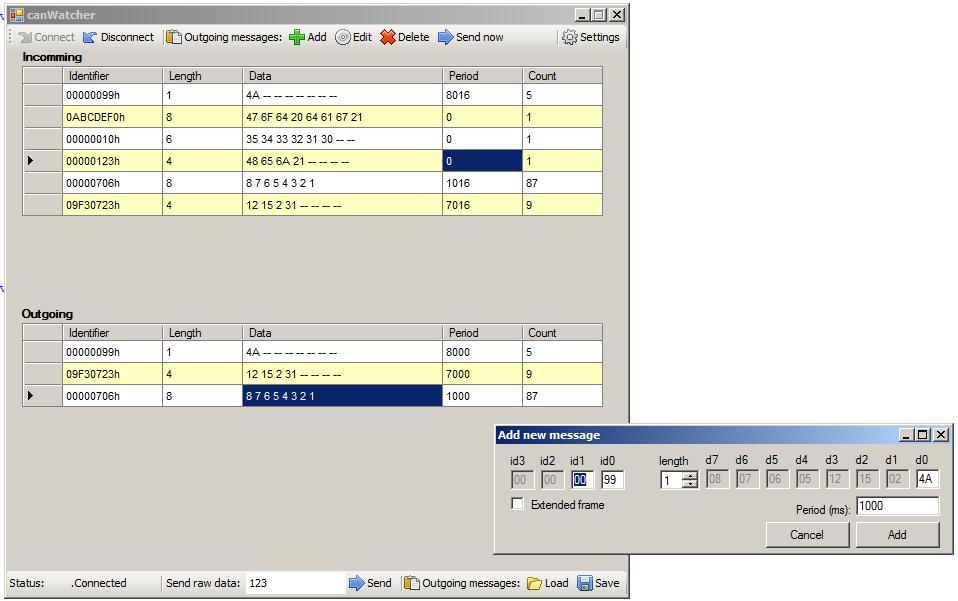 canWatcher
Connect Disconnect Outgoing messages: Add Edit Delete Send now Settings
Incomming
Identifier Length Data Period Count
00000099h 1 4A -- -- -- -- -- -- -- 8016 5
0ABCDEF0h 8 47 6F 64 20 64 61 67 21 0 1
00000010h 6 35 34 33 32 31 30 -- -- 0 1
00000123h 4 48 65 6A 21 -- -- -- -- 0 1
00000706h 8 8 7 6 5 4 3 2 1 1016 87
09F30723h 4 12 15 2 31 -- -- -- -- 7016 9
Outgoing
Identifier Length Data Period Count
00000099h 1 4A -- -- -- -- -- -- -- 8000 5
09F30723h 4 12 15 2 31 -- -- -- -- 7000 9
00000706h 8 8 7 6 5 4 3 2 1 1000 87
Add new message
id3 id2 id1 id0 length d7 d6 d5 d4 d3 d2 d1 d0
00 00 00 99 1 08 07 06 05 12 15 02 4A
Extended frame Period (ms): 1000
Cancel Add
Status: .Connected Send raw data: 123 Send Outgoing messages: Load Save